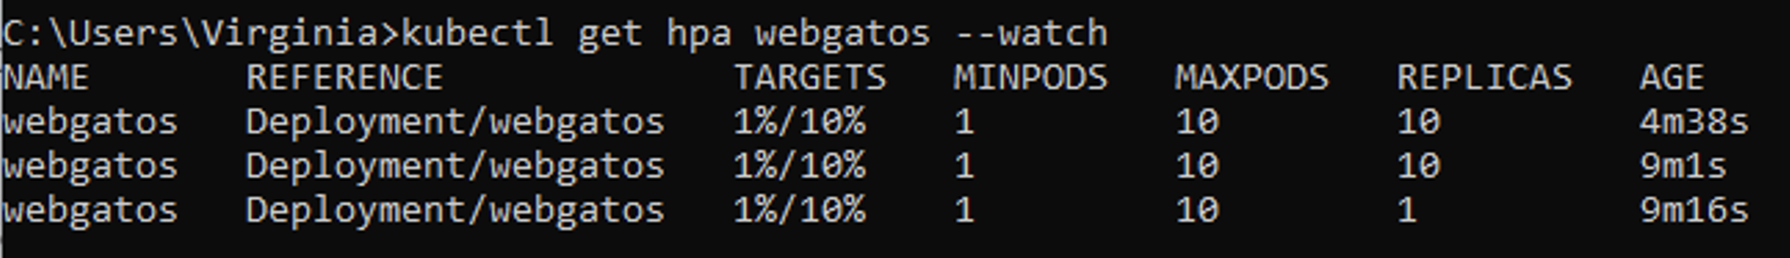 C:\Users\Virginia>kubectl get hpa webgatos --watch
NAME REFERENCE TARGETS MINPODS MAXPODS REPLICAS AGE
webgatos Deployment/webgatos 1%/10% 1 10 10 4m38s
webgatos Deployment/webgatos 1%/10% 1 10 10 9m1s
webgatos Deployment/webgatos 1%/10% 1 10 1 9m16s